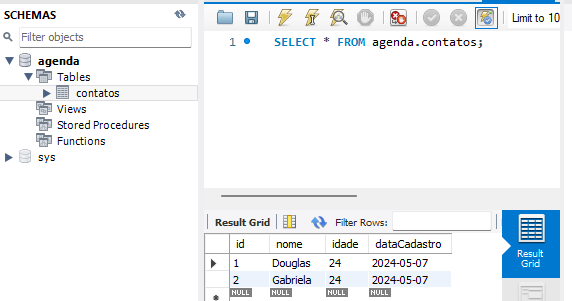 SCHEMAS
Filter objects
agenda
Tables
contatos
Views
Stored Procedures
Functions
sys
Limit to 10
1 SELECT * FROM agenda.contatos;
Result Grid Filter Rows:
id nome idade dataCadastro
1 Douglas 24 2024-05-07
2 Gabriela 24 2024-05-07
NULL NULL NULL NULL
Result
Grid